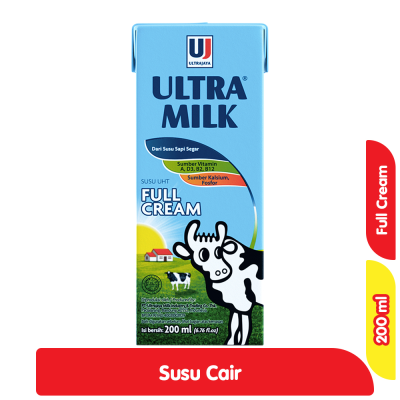 UJ
ULTRAJAYA
ULTRA®
MILK
Dari Susu Sapi Segar
Sumber Vitamin
A, D3, B2, B12
Sumber Kalsium,
Fosfor
SUSU UHT
FULL
CREAM
Isi bersih: 200 ml (6.76 fl.oz)
Full Cream
200 ml
Susu Cair